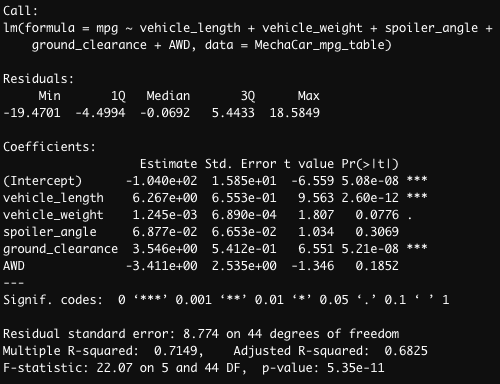 Call:
lm(formula = mpg ~ vehicle_length + vehicle_weight + spoiler_angle +
    ground_clearance + AWD, data = MechaCar_mpg_table)

Residuals:
     Min       1Q   Median       3Q      Max
-19.4701  -4.4994  -0.0692   5.4433  18.5849

Coefficients:
                   Estimate Std. Error t value Pr(>|t|)
(Intercept)      -1.040e+02  1.585e+01  -6.559 5.08e-08 ***
vehicle_length    6.267e+00  6.553e-01   9.563 2.60e-12 ***
vehicle_weight    1.245e-03  6.890e-04   1.807   0.0776 .
spoiler_angle     6.877e-02  6.653e-02   1.034   0.3069
ground_clearance  3.546e+00  5.412e-01   6.551 5.21e-08 ***
AWD              -3.411e+00  2.535e+00  -1.346   0.1852
---
Signif. codes:  0 ‘***’ 0.001 ‘**’ 0.01 ‘*’ 0.05 ‘.’ 0.1 ‘ ’ 1

Residual standard error: 8.774 on 44 degrees of freedom
Multiple R-squared:  0.7149,    Adjusted R-squared:  0.6825
F-statistic: 22.07 on 5 and 44 DF,  p-value: 5.35e-11